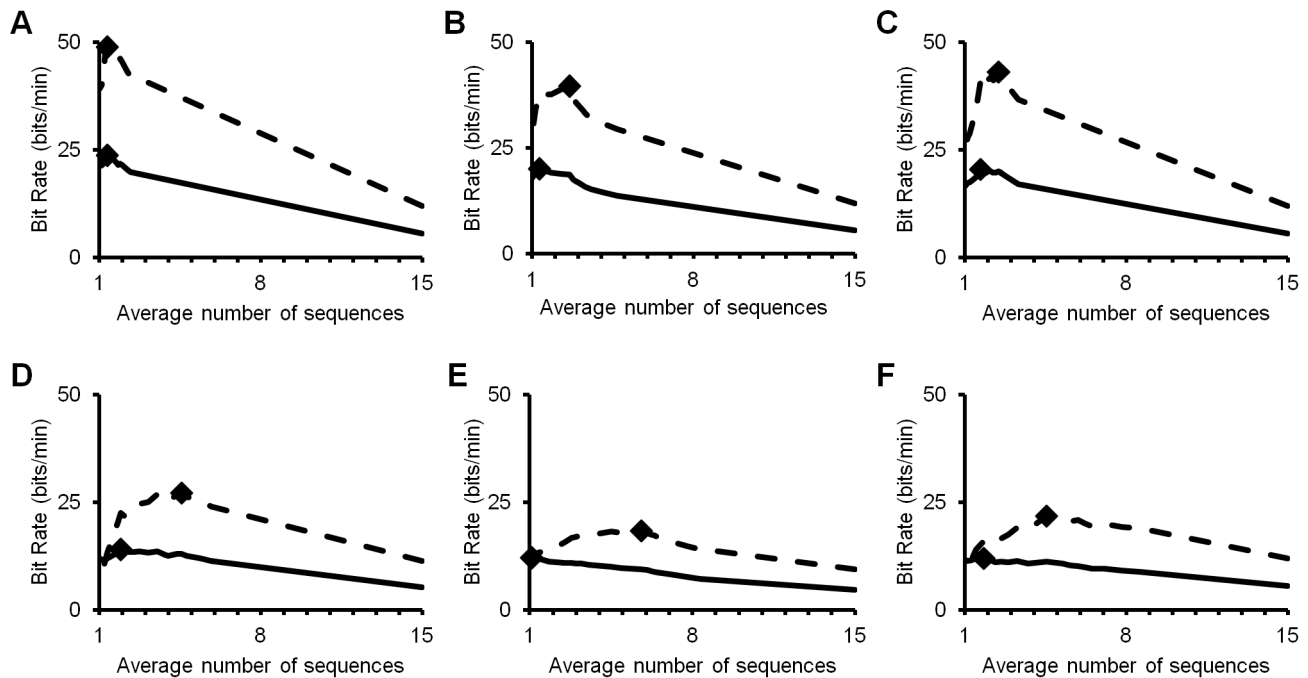 A
Bit Rate (bits/min)
50
25
0
1 8 15
Average number of sequences
B
Bit Rate (bits/min)
50
25
0
1 8 15
Average number of sequences
C
Bit Rate (bits/min)
50
25
0
1 8 15
Average number of sequences
D
Bit Rate (bits/min)
50
25
0
1 8 15
Average number of sequences
E
Bit Rate (bits/min)
50
25
0
1 8 15
Average number of sequences
F
Bit Rate (bits/min)
50
25
0
1 8 15
Average number of sequences